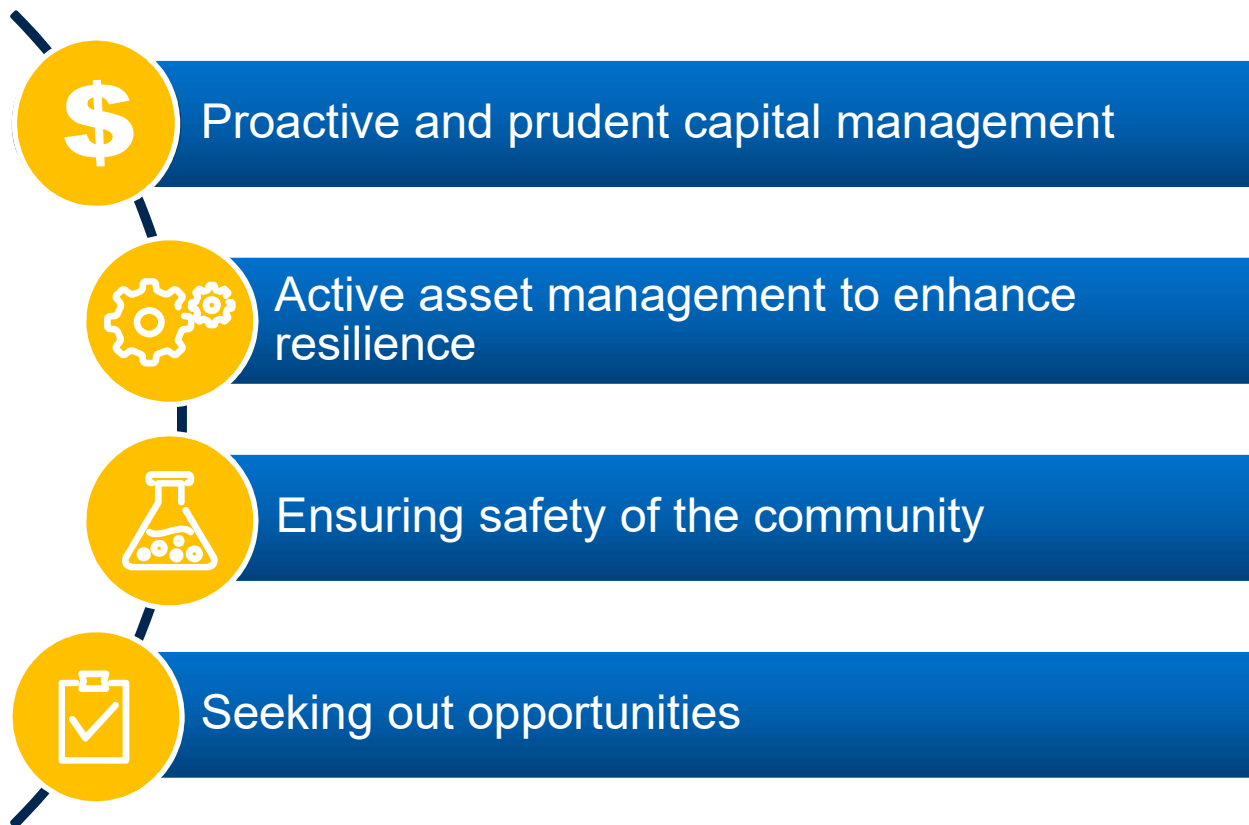 $
Proactive and prudent capital management
Active asset management to enhance
resilience
Ensuring safety of the community
Seeking out opportunities